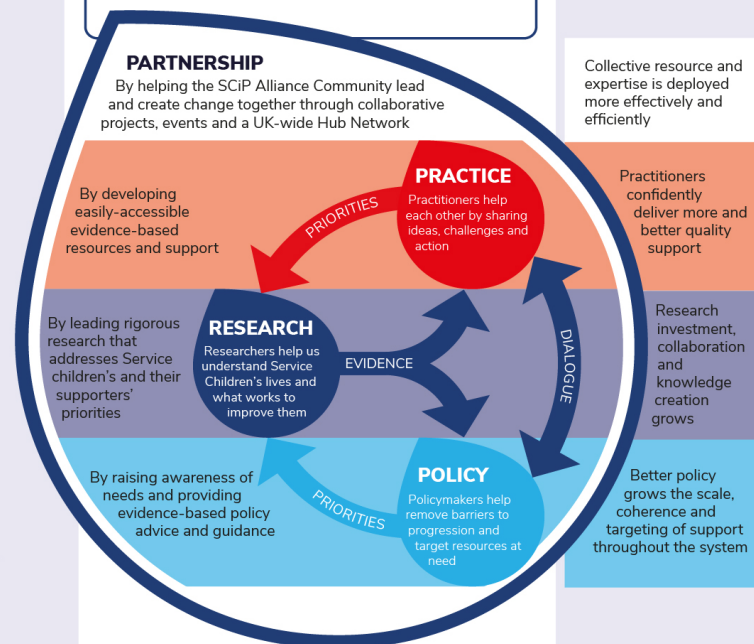 PARTNERSHIP
By helping the SCiP Alliance Community lead
and create change together through collaborative
projects, events and a UK-wide Hub Network
Collective resource and
expertise is deployed
more effectively and
efficiently
By developing
easily-accessible
evidence-based
resources and support
PRIORITIES
PRACTICE
Practitioners help
each other by sharing
ideas, challenges and
action
Practitioners
confidently
deliver more and
better quality
support
By leading rigorous
research that
addresses Service
children's and their
supporters'
priorities
RESEARCH
Researchers help us
understand Service
Children's lives and
what works to
improve them
EVIDENCE
DIALOGUE
Research
investment,
collaboration
and
knowledge
creation
grows
By raising awareness of
needs and providing
evidence-based policy
advice and guidance
PRIORITIES
POLICY
Policymakers help
remove barriers to
progression and
target resources at
need
Better policy
grows the scale,
coherence and
targeting of support
throughout the system